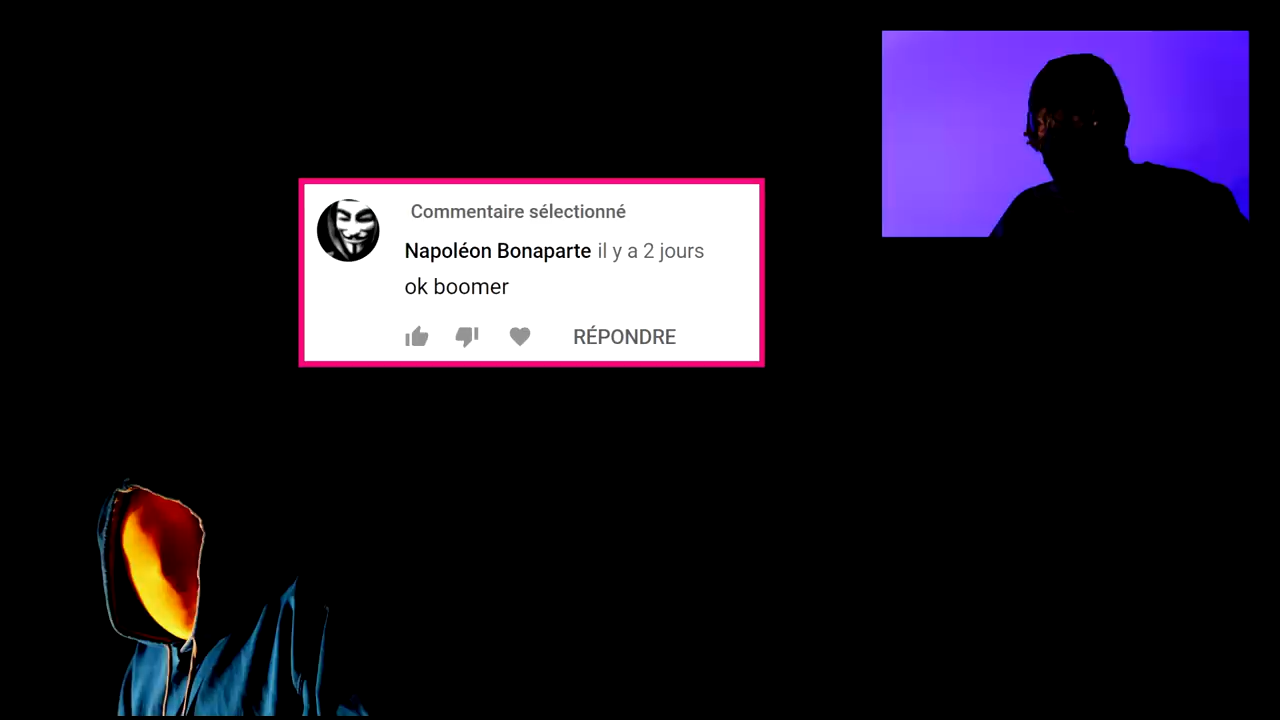 Commentaire sélectionné
Napoléon Bonaparte il y a 2 jours
ok boomer
RÉPONDRE